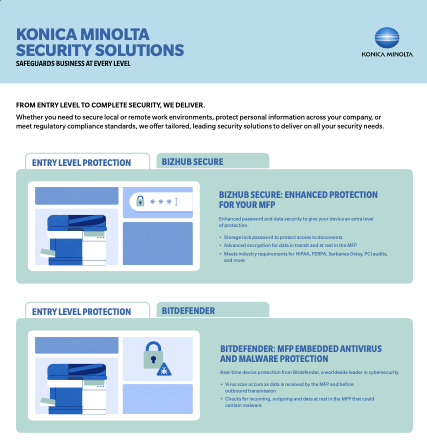 KONICA MINOLTA
SECURITY SOLUTIONS
SAFEGUARDS BUSINESS AT EVERY LEVEL
KONICA MINOLTA
FROM ENTRY LEVEL TO COMPLETE SECURITY, WE DELIVER.
Whether you need to secure local or remote work environments, protect personal information across your company, or
meet regulatory compliance standards, we offer tailored, leading security solutions to deliver on all your security needs.
ENTRY LEVEL PROTECTION
BIZHUB SECURE
BIZHUB SECURE: ENHANCED PROTECTION
FOR YOUR MFP
Enhanced password and data security to give your device an extra level
of protection.
• Storage lock password to protect access to documents
• Advanced encryption for data in transit and at rest in the MFP
• Meets industry requirements for HIPAA, FERPA, Sarbanes Oxley, PCI audits,
and more
ENTRY LEVEL PROTECTION
BITDEFENDER
BITDEFENDER: MFP EMBEDDED ANTIVIRUS
AND MALWARE PROTECTION
Real-time device protection from Bitdefender, a worldwide leader in cybersecurity.
• Virus scan occurs as data is received by the MFP and before
outbound transmission
• Checks for incoming, outgoing and data at rest in the MFP that could
contain malware